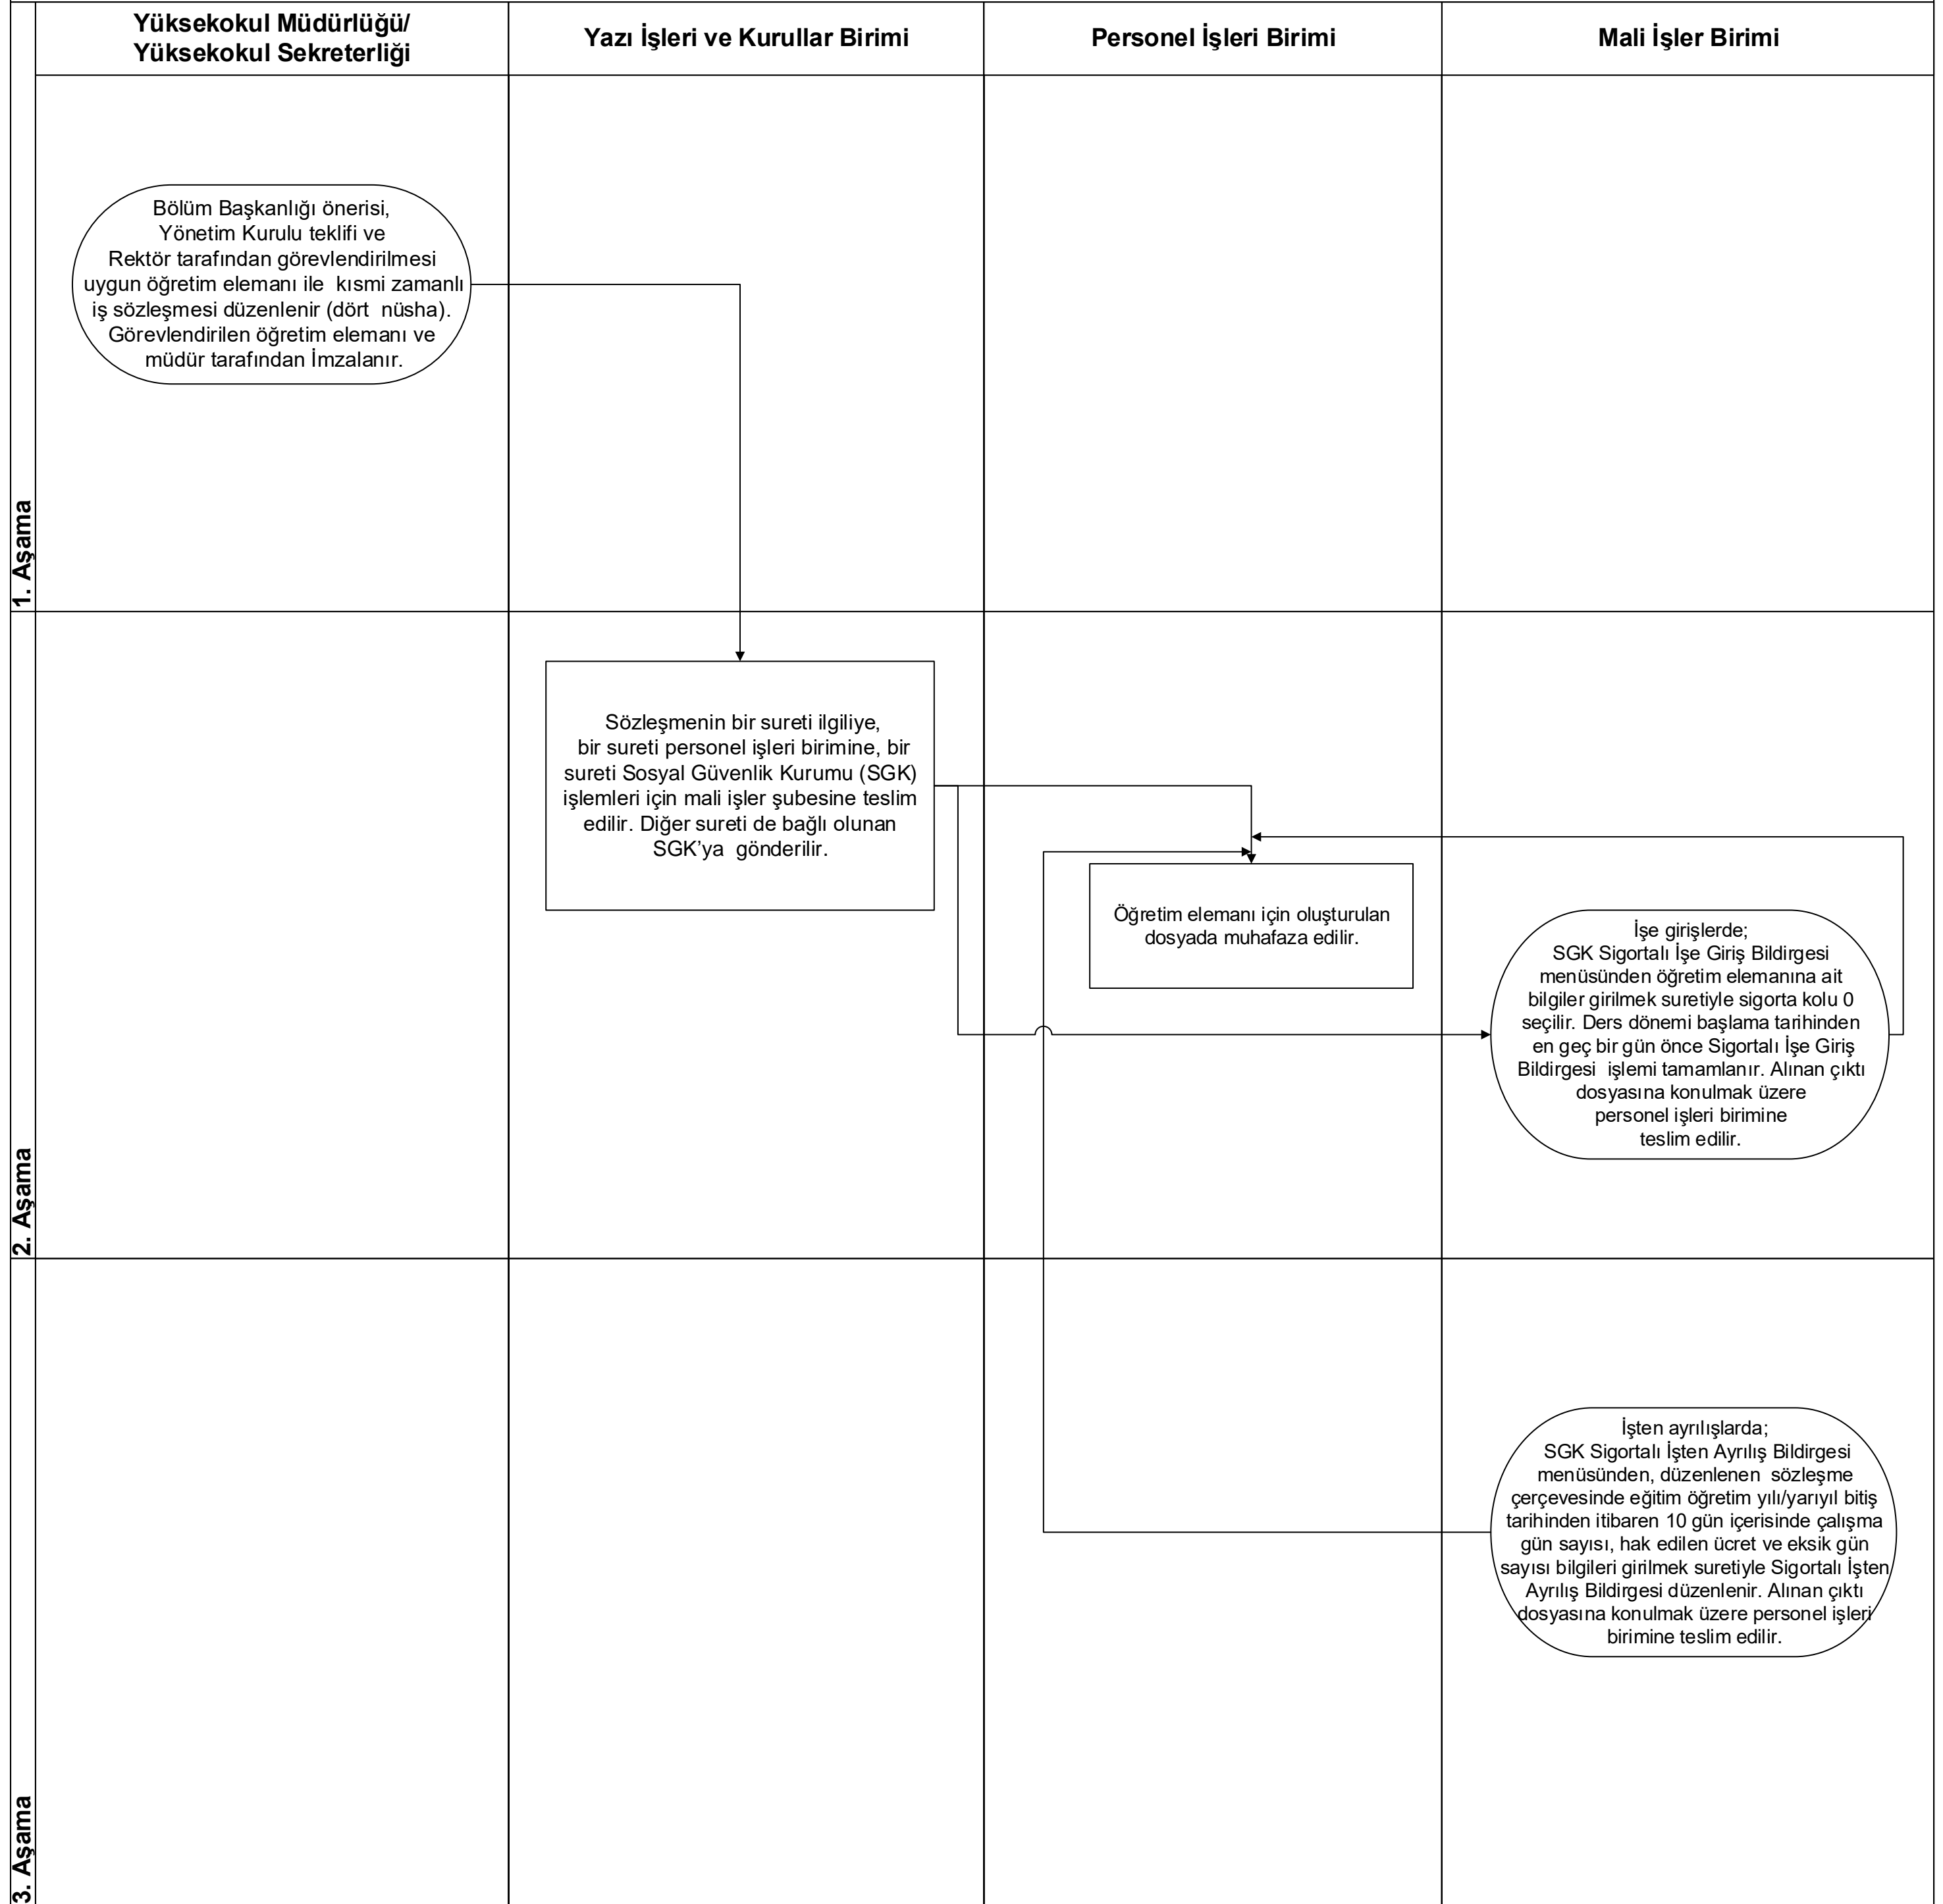 Yüksekokul Müdürlüğü/
Yüksekokul Sekreterliği
Yazı İşleri ve Kurullar Birimi
Personel İşleri Birimi
Mali İşler Birimi
1. Aşama
Bölüm Başkanlığı önerisi,
Yönetim Kurulu teklifi ve
Rektör tarafından görevlendirilmesi
uygun öğretim elemanı ile kısmi zamanlı
iş sözleşmesi düzenlenir (dört nüsha).
Görevlendirilen öğretim elemanı ve
müdür tarafından İmzalanır.
2. Aşama
Sözleşmenin bir sureti ilgiliye,
bir sureti personel işleri birimine, bir
sureti Sosyal Güvenlik Kurumu (SGK)
işlemleri için mali işler şubesine teslim
edilir. Diğer sureti de bağlı olunan
SGK’ya gönderilir.
Öğretim elemanı için oluşturulan
dosyada muhafaza edilir.
İşe girişlerde;
SGK Sigortalı İşe Giriş Bildirgesi
menüsünden öğretim elemanına ait
bilgiler girilmek suretiyle sigorta kolu 0
seçilir. Ders dönemi başlama tarihinden
en geç bir gün önce Sigortalı İşe Giriş
Bildirgesi işlemi tamamlanır. Alınan çıktı
dosyasına konulmak üzere
personel işleri birimine
teslim edilir.
3. Aşama
İşten ayrılışlarda;
SGK Sigortalı İşten Ayrılış Bildirgesi
menüsünden, düzenlenen sözleşme
çerçevesinde eğitim öğretim yılı/yarıyıl bitiş
tarihinden itibaren 10 gün içerisinde çalışma
gün sayısı, hak edilen ücret ve eksik gün
sayısı bilgileri girilmek suretiyle Sigortalı İşten
Ayrılış Bildirgesi düzenlenir. Alınan çıktı
dosyasına konulmak üzere personel işleri
birimine teslim edilir.